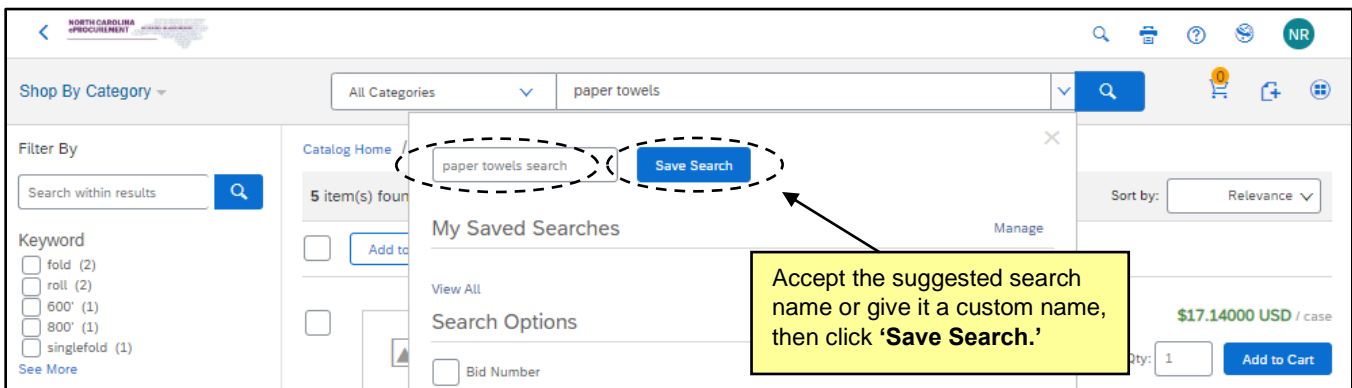 NORTH CAROLINA
ePROCUREMENT
NR
Shop By Category
All Categories
paper towels
0
Filter By
Search within results
Keyword
fold (2)
roll (2)
600' (1)
800' (1)
singlefold (1)
See More
Catalog Home /
5 item(s) foun
Add to
paper towels search
Save Search
My Saved Searches
Manage
View All
Search Options
Bid Number
Sort by:
Relevance
Accept the suggested search
name or give it a custom name,
then click ‘Save Search.’
$17.14000 USD / case
Qty:
1
Add to Cart